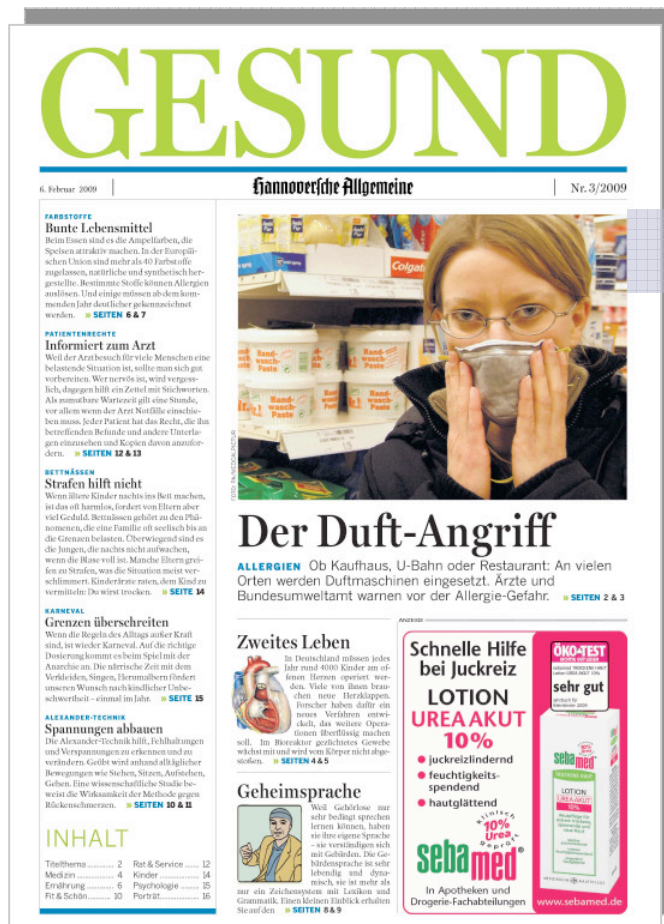 GESUND
6. Februar 2009
Hannoversche Allgemeine
Nr. 3/2009
FARBSTOFFE
Bunte Lebensmittel
Beim Essen sind es die Ampelfarben, die
Speisen attraktiv machen. In der Europäi-
schen Union sind mehr als 40 Farbstoffe
zugelassen, natürliche und synthetisch her-
gestellte. Bestimmte Stoffe können Allergien
auslösen. Und einige müssen ab dem kom-
menden Jahr deutlicher gekennzeichnet
werden. » SEITEN 6 & 7
PATIENTENRECHTE
Informiert zum Arzt
Weil der Arztbesuch für viele Menschen eine
belastende Situation ist, sollte man sich gut
vorbereiten. Wer nervös ist, wird vergess-
lich, dagegen hilft ein Zettel mit Stichworten.
Als zumutbare Wartezeit gilt eine Stunde,
vor allem wenn der Arzt Notfälle einschie-
ben muss. Jeder Patient hat das Recht, die ihn
betreffenden Befunde und andere Unterla-
gen einzusehen und Kopien davon anzufor-
dern. » SEITEN 12 & 13
BETTNÄSSEN
Strafen hilft nicht
Wenn ältere Kinder nachts ins Bett machen,
ist das oft harmlos, fordert von Eltern aber
viel Geduld. Bettnässen gehört zu den Phä-
nomenen, die eine Familie oft seelisch bis an
die Grenzen belasten. Überwiegend sind es
die Jungen, die nachts nicht aufwachen,
wenn die Blase voll ist. Manche Eltern grei-
fen zu Strafen, was die Situation meist ver-
schlimmert. Kinderärzte raten, dem Kind zu
vermitteln: Du wirst trocken. » SEITE 14
KARNEVAL
Grenzen überschreiten
Wenn die Regeln des Alltags außer Kraft
sind, ist wieder Karneval. Auf die richtige
Dosierung kommt es beim Spiel mit der
Anarchie an. Die närrische Zeit mit dem
Verkleiden, Singen, Herumalbern fördert
unseren Wunsch nach kindlicher Unbe-
schwertheit – einmal im Jahr. » SEITE 15
ALEXANDER-TECHNIK
Spannungen abbauen
Die Alexander-Technik hilft, Fehlhaltungen
und Verspannungen zu erkennen und zu
verändern. Geübt wird anhand alltäglicher
Bewegungen wie Stehen, Sitzen, Aufstehen,
Gehen. Eine wissenschaftliche Studie be-
weist die Wirksamkeit der Methode gegen
Rückenschmerzen. » SEITEN 10 & 11
INHALT
Titelthema ........... 2 Rat & Service ...... 12
Medizin ............... 4 Kinder ................ 14
Ernährung ........... 6 Psychologie ........ 15
Fit & Schön ......... 10 Porträt ................ 16
Colgate
Hand-
wasch-
Paste
Hand-
wasch-
Paste
Hand-
wasch-
Paste
Hand-
wasch-
Paste
Der Duft-Angriff
ALLERGIEN Ob Kaufhaus, U-Bahn oder Restaurant: An vielen
Orten werden Duftmaschinen eingesetzt. Ärzte und
Bundesumweltamt warnen vor der Allergie-Gefahr. » SEITEN 2 & 3
Zweites Leben
In Deutschland müssen jedes
Jahr rund 4000 Kinder am of-
fenen Herzen operiert wer-
den. Viele von ihnen brau-
chen neue Herzklappen.
Forscher haben dafür ein
neues Verfahren entwi-
ckelt, das weitere Opera-
tionen überflüssig machen
soll. Im Bioreaktor gezüchtetes Gewebe
wächst mit und wird vom Körper nicht abge-
stoßen. » SEITEN 4 & 5
Geheimsprache
Weil Gehörlose nur
sehr bedingt sprechen
lernen können, haben
sie ihre eigene Sprache
– sie verständigen sich
mit Gebärden. Die Ge-
bärdensprache ist sehr
lebendig und dyna-
misch, sie ist mehr als
nur ein Zeichensystem mit Lexikon und
Grammatik. Einen kleinen Einblick erhalten
Sie auf den » SEITEN 8 & 9
ANZEIGE
Schnelle Hilfe
bei Juckreiz
LOTION
UREA AKUT
10%
juckreizlindernd
feuchtigkeits-
spendend
hautglättend
Klinisch
10%
Urea
geprüft
sebamed
In Apotheken und
Drogerie-Fachabteilungen
ÖKO-TEST
sehr gut
sebamed
TROCKENE HAUT
LOTION
UREA AKUT
10%
www.sebamed.de